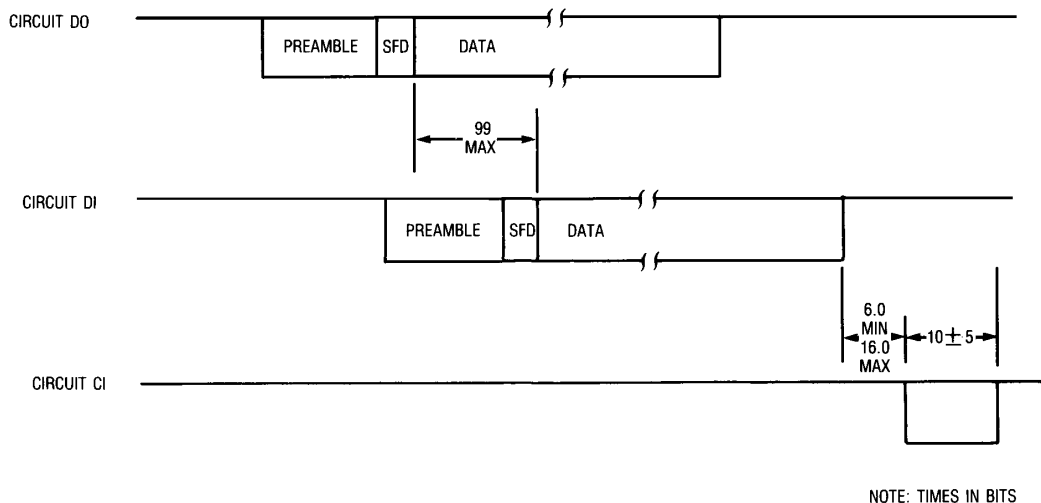 CIRCUIT DO
PREAMBLE SFD DATA
99
MAX
CIRCUIT DI
PREAMBLE SFD DATA
6.0
MIN
16.0
MAX
10 ± 5
CIRCUIT CI
NOTE: TIMES IN BITS